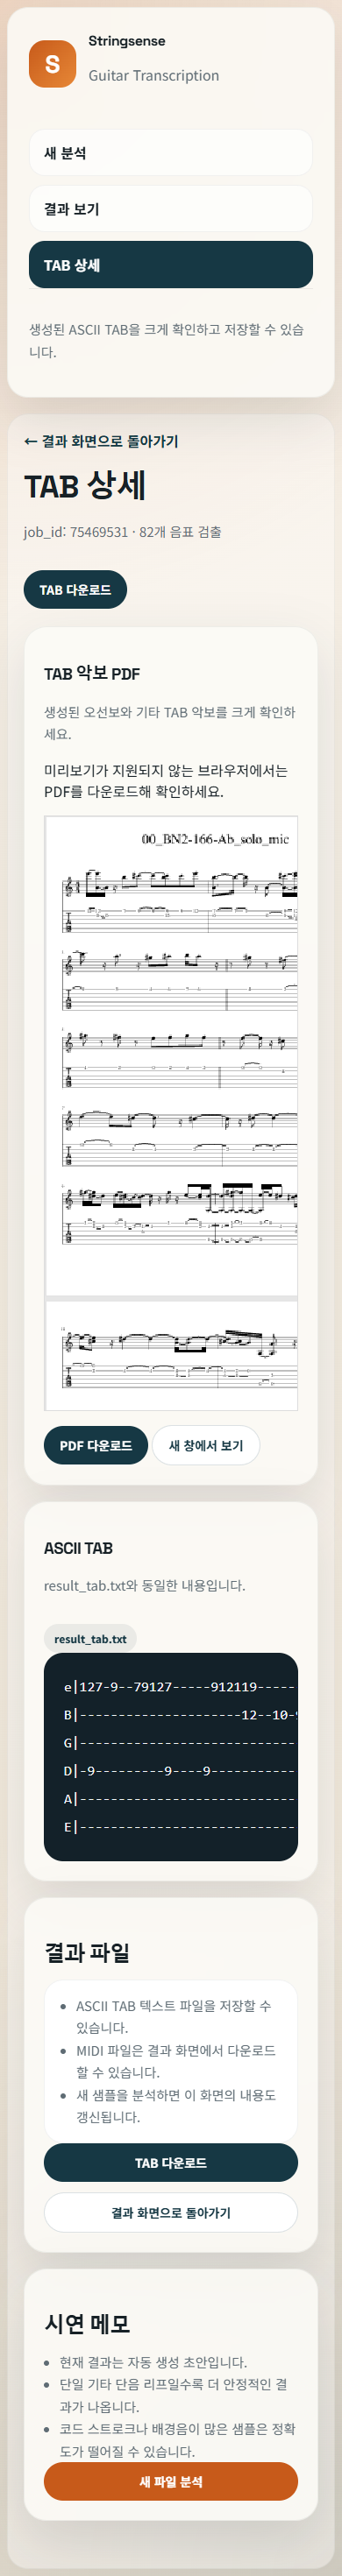 S
Stringsense
Guitar Transcription
새 분석
결과 보기
TAB 상세
생성된 ASCII TAB을 크게 확인하고 저장할 수 있습
니다.
← 결과 화면으로 돌아가기
TAB 상세
job_id: 75469531 · 82개 음표 검출
TAB 다운로드
TAB 악보 PDF
생성된 오선보와 기타 TAB 악보를 크게 확인하
세요.
미리보기가 지원되지 않는 브라우저에서는
PDF를 다운로드해 확인하세요.
00_BN2-166-Ab_solo_mic
PDF 다운로드
새 창에서 보기
ASCII TAB
result_tab.txt와 동일한 내용입니다.
result_tab.txt
e|127-9--79127-----912119-----
B|---------------------12--10-9
G|----------------------------
D|-9---------9----9-----------
A|----------------------------
E|----------------------------
결과 파일
• ASCII TAB 텍스트 파일을 저장할 수
있습니다.
• MIDI 파일은 결과 화면에서 다운로드
할 수 있습니다.
• 새 샘플을 분석하면 이 화면의 내용도
갱신됩니다.
TAB 다운로드
결과 화면으로 돌아가기
시연 메모
• 현재 결과는 자동 생성 초안입니다.
• 단일 기타 단음 리프일수록 더 안정적인 결
과가 나옵니다.
• 코드 스트로크나 배경음이 많은 샘플은 정확
도가 떨어질 수 있습니다.
새 파일 분석